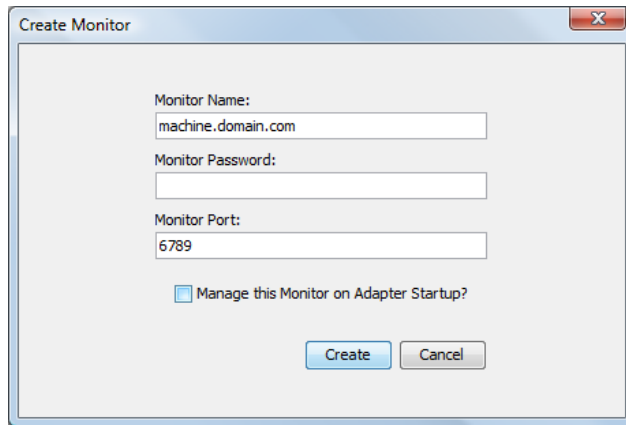 Create Monitor
Monitor Name:
machine.domain.com
Monitor Password:
Monitor Port:
6789
Manage this Monitor on Adapter Startup?
Create Cancel